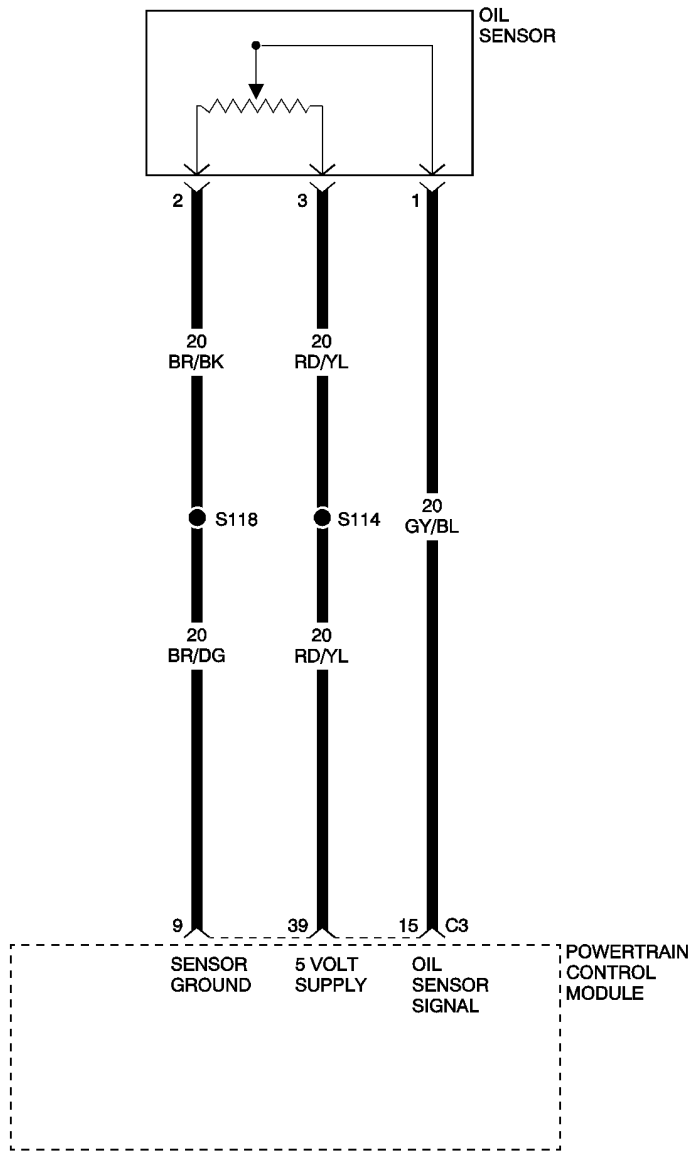 OIL
SENSOR
2
3
1
20
BR/BK
20
RD/YL
20
GY/BL
S118
S114
20
BR/DG
20
RD/YL
9
39
15
C3
SENSOR
GROUND
5 VOLT
SUPPLY
OIL
SENSOR
SIGNAL
POWERTRAIN
CONTROL
MODULE